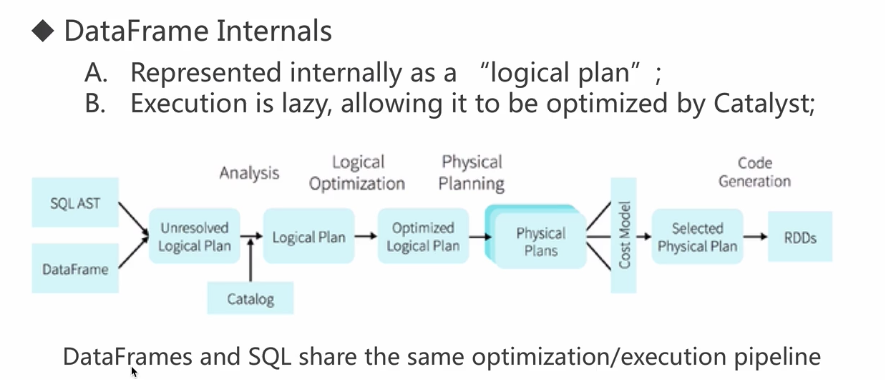 ◆ DataFrame Internals
A. Represented internally as a “logical plan”;
B. Execution is lazy, allowing it to be optimized by Catalyst;
Analysis
Logical
Optimization
Physical
Planning
Code
Generation
SQL AST
DataFrame
Unresolved
Logical Plan
Catalog
Logical Plan
Optimized
Logical Plan
Physical
Plans
Cost Model
Selected
Physical Plan
RDDs
DataFrames and SQL share the same optimization/execution pipeline